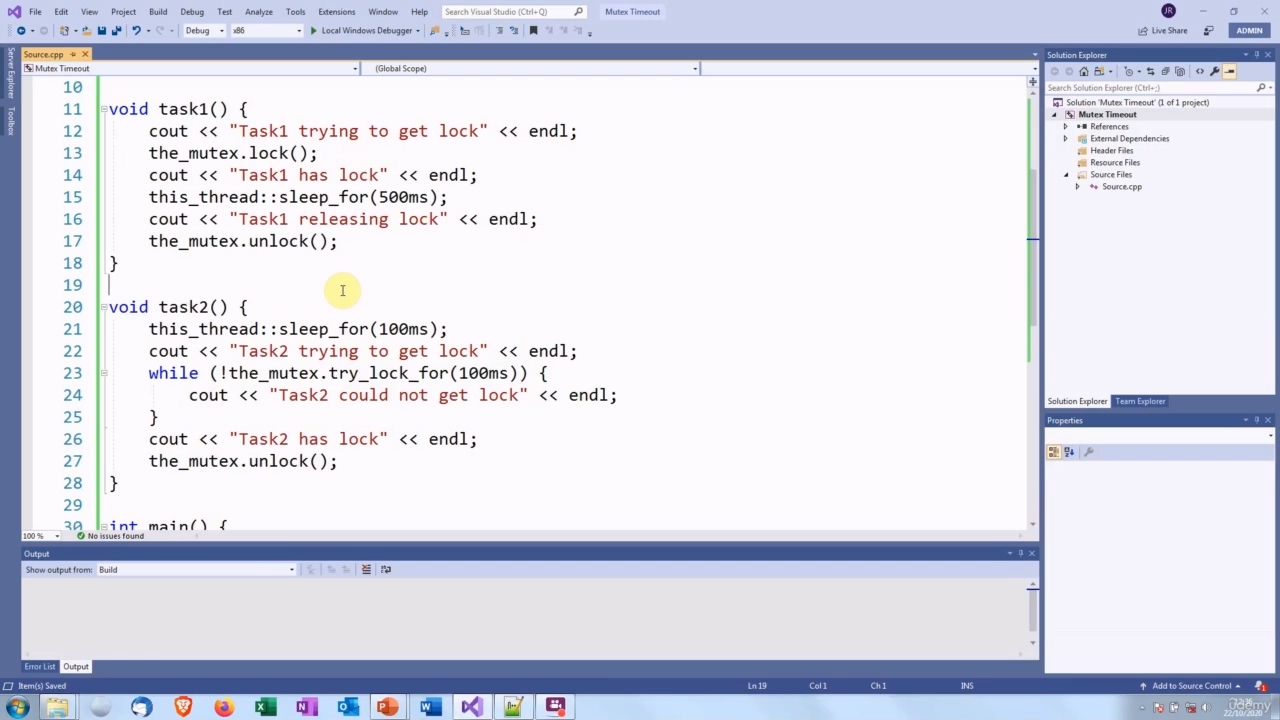 File Edit View Project Build Debug Test Analyze Tools Extensions Window Help Search Visual Studio (Ctrl+Q) Mutex Timeout JR
Debug x86 Local Windows Debugger Live Share ADMIN
Server Explorer
Toolbox
Source.cpp
Mutex Timeout (Global Scope)
10
11 void task1() {
12 cout << "Task1 trying to get lock" << endl;
13 the_mutex.lock();
14 cout << "Task1 has lock" << endl;
15 this_thread::sleep_for(500ms);
16 cout << "Task1 releasing lock" << endl;
17 the_mutex.unlock();
18 }
19
20 void task2() {
21 this_thread::sleep_for(100ms);
22 cout << "Task2 trying to get lock" << endl;
23 while (!the_mutex.try_lock_for(100ms)) {
24 cout << "Task2 could not get lock" << endl;
25 }
26 cout << "Task2 has lock" << endl;
27 the_mutex.unlock();
28 }
29
30 int main() {
100 % No issues found
Output
Show output from: Build
Error List Output
Solution Explorer
Search Solution Explorer (Ctrl+;)
Solution 'Mutex Timeout' (1 of 1 project)
Mutex Timeout
References
External Dependencies
Header Files
Resource Files
Source Files
Source.cpp
Solution Explorer Team Explorer
Properties
Item(s) Saved Ln 19 Col 1 Ch 1 INS Add to Source Control 1
22/10/2020
udemy